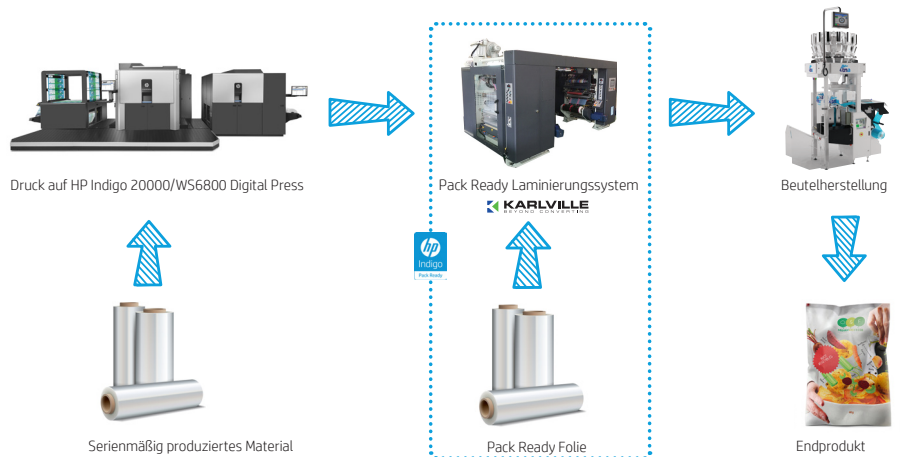 Druck auf HP Indigo 20000/WS6800 Digital Press
Pack Ready Laminierungssystem
KARLVILLE
BEYOND CONVERTING
Beutelherstellung
hp
Indigo
Pack Ready
Serienmäßig produziertes Material
Pack Ready Folie
Endprodukt